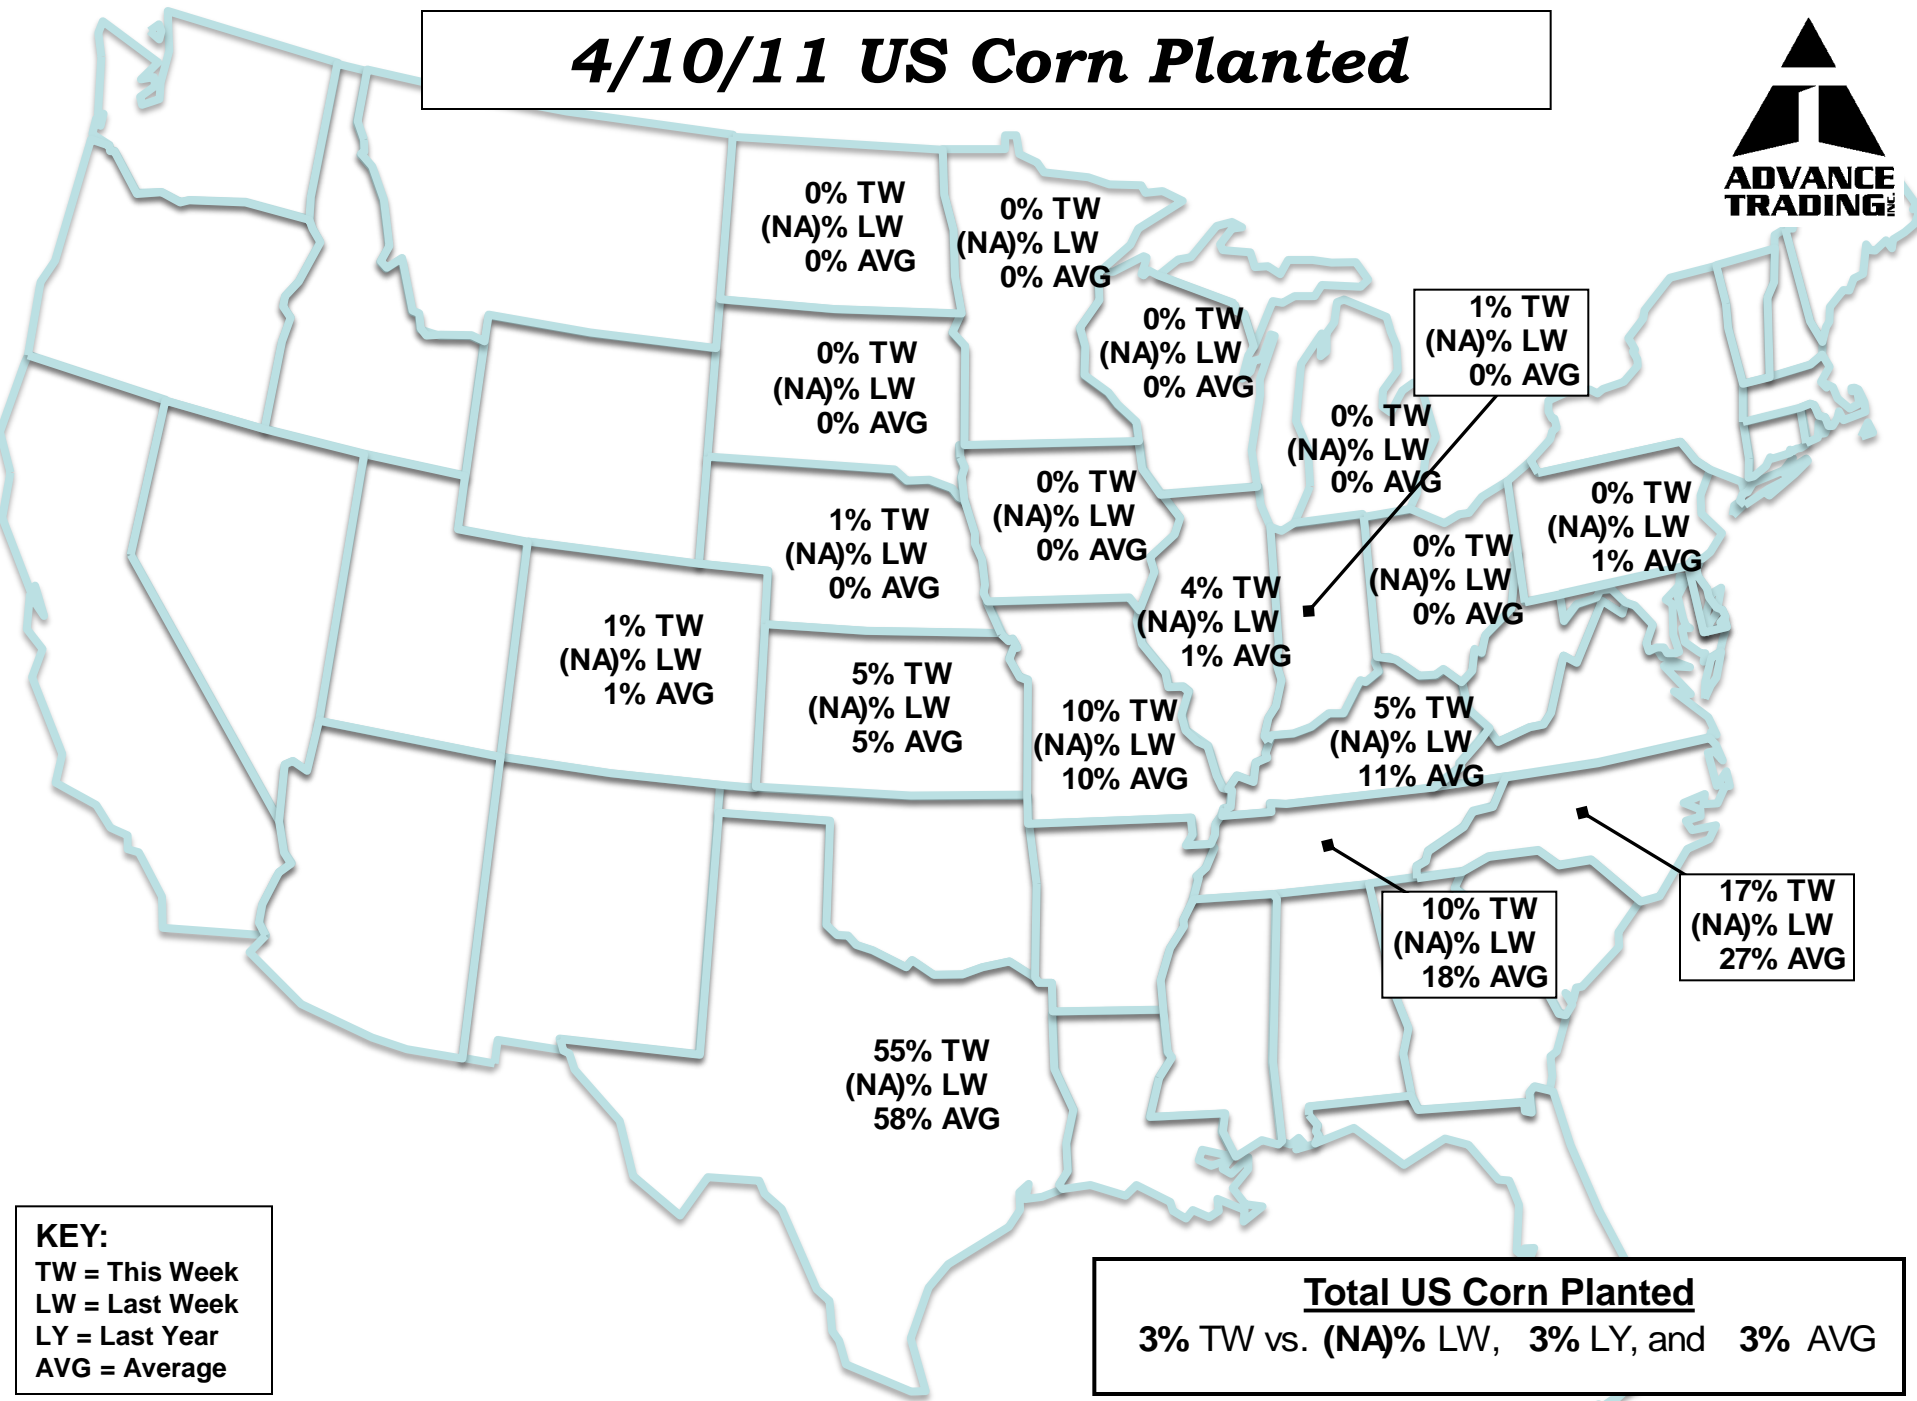 4/10/11 US Corn Planted
ADVANCE
TRADING INC.
0% TW
(NA)% LW
0% AVG
0% TW
(NA)% LW
0% AVG
0% TW
(NA)% LW
0% AVG
1% TW
(NA)% LW
0% AVG
0% TW
(NA)% LW
0% AVG
0% TW
(NA)% LW
0% AVG
0% TW
(NA)% LW
0% AVG
0% TW
(NA)% LW
1% AVG
1% TW
(NA)% LW
0% AVG
0% TW
(NA)% LW
0% AVG
0% TW
(NA)% LW
0% AVG
4% TW
(NA)% LW
1% AVG
1% TW
(NA)% LW
1% AVG
5% TW
(NA)% LW
5% AVG
10% TW
(NA)% LW
10% AVG
5% TW
(NA)% LW
11% AVG
10% TW
(NA)% LW
18% AVG
17% TW
(NA)% LW
27% AVG
55% TW
(NA)% LW
58% AVG
KEY:
TW = This Week
LW = Last Week
LY = Last Year
AVG = Average
Total US Corn Planted
3% TW vs. (NA)% LW, 3% LY, and 3% AVG